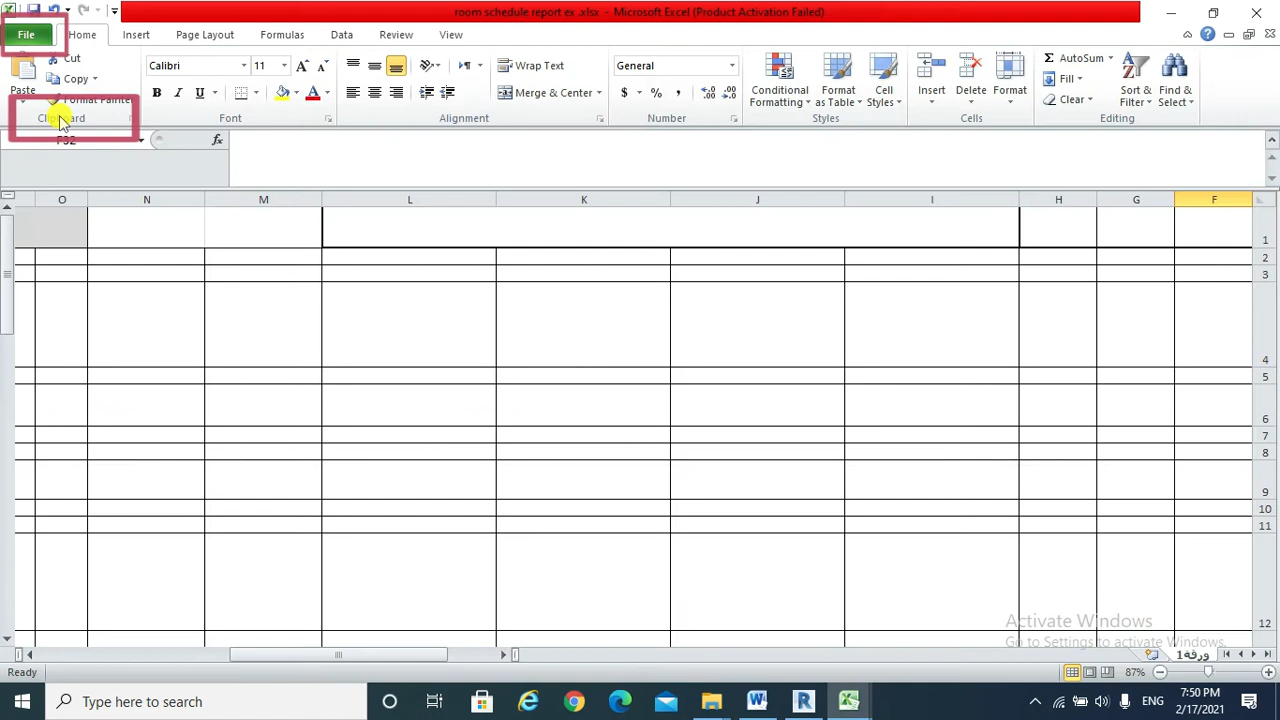 room schedule report ex .xlsx - Microsoft Excel (Product Activation Failed)
File Home Insert Page Layout Formulas Data Review View
Paste
Cut
Copy
Format Painter
Clipboard
Calibri 11
B I U A
Font
Wrap Text
Merge & Center
Alignment
General
$ % ,
Number
Conditional Formatting
Format as Table
Cell Styles
Styles
Insert
Delete
Format
Cells
AutoSum
Fill
Clear
Sort & Filter
Find & Select
Editing
F32
fx
O N M L K J I H G F
1
2
3
4
5
6
7
8
9
10
11
12
Activate Windows
Go to Settings to activate Windows.
ورقة1
Ready
87%
Type here to search
ENG
7:50 PM
2/17/2021